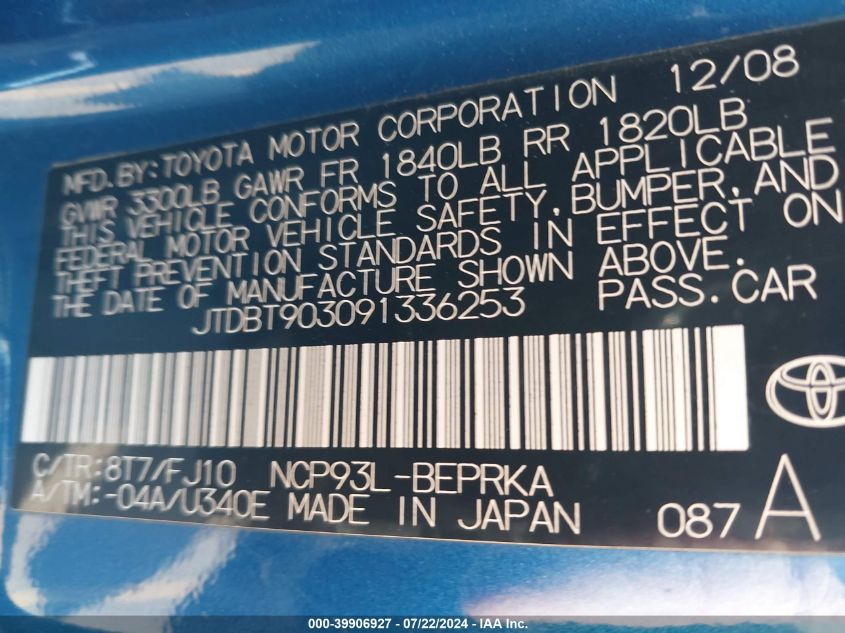 MFD.BY:TOYOTA MOTOR CORPORATION 12/08
GVWR 3300LB GAWR FR 1840LB RR 1820LB
THIS VEHICLE CONFORMS TO ALL APPLICABLE
FEDERAL MOTOR VEHICLE SAFETY,BUMPER,AND
THEFT PREVENTION STANDARDS IN EFFECT ON
THE DATE OF MANUFACTURE SHOWN ABOVE.
JTDBT903091336253 PASS.CAR
C/TR:8T7/FJ10 NCP93L-BEPRKA
A/TM:-04A/U340E MADE IN JAPAN 087 A
000-39906927 - 07/22/2024 - IAA Inc.